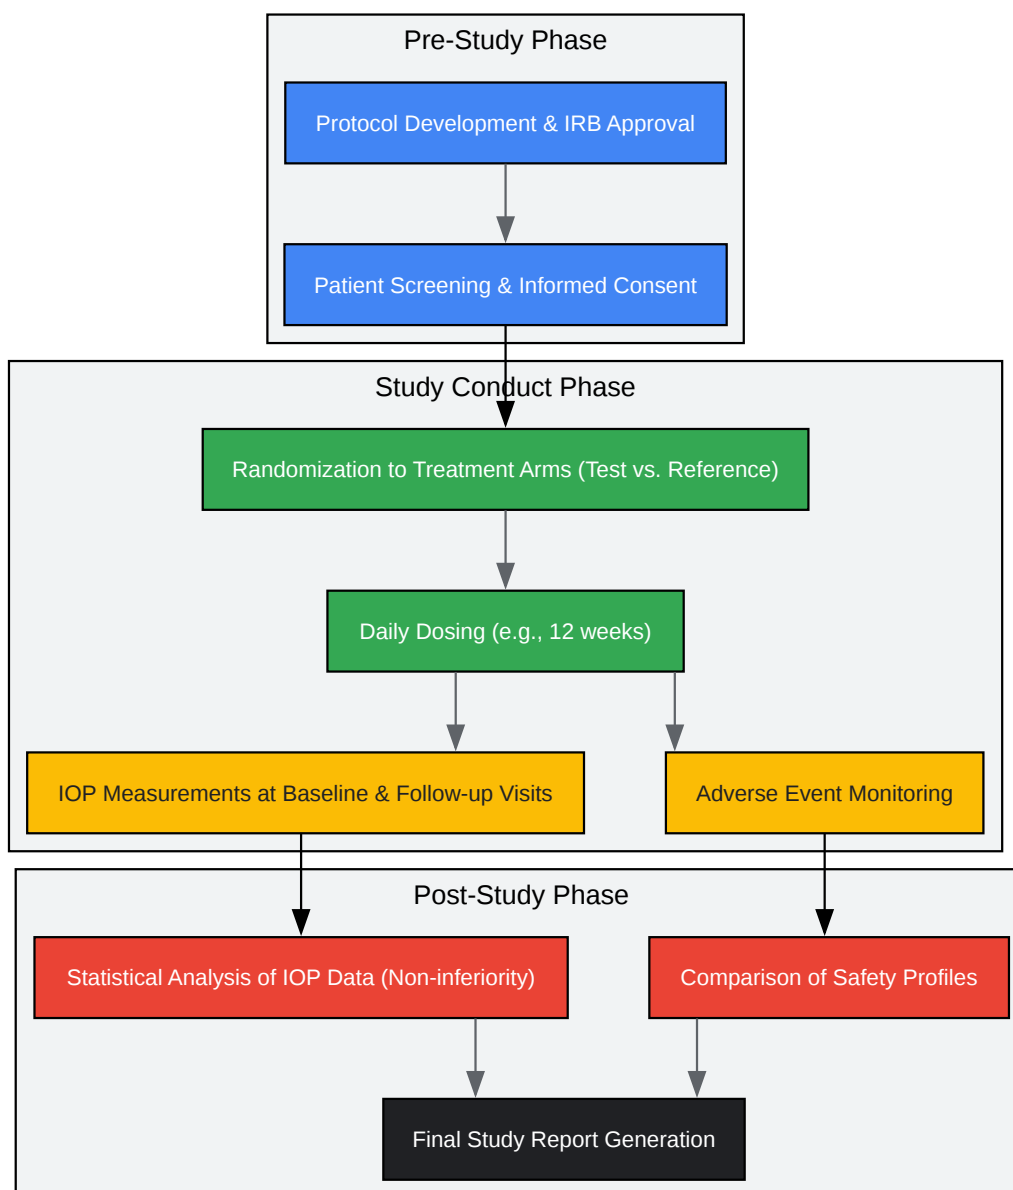 Pre-Study Phase
Protocol Development & IRB Approval
Patient Screening & Informed Consent
Study Conduct Phase
Randomization to Treatment Arms (Test vs. Reference)
Daily Dosing (e.g., 12 weeks)
IOP Measurements at Baseline & Follow-up Visits
Adverse Event Monitoring
Post-Study Phase
Statistical Analysis of IOP Data (Non-inferiority)
Comparison of Safety Profiles
Final Study Report Generation